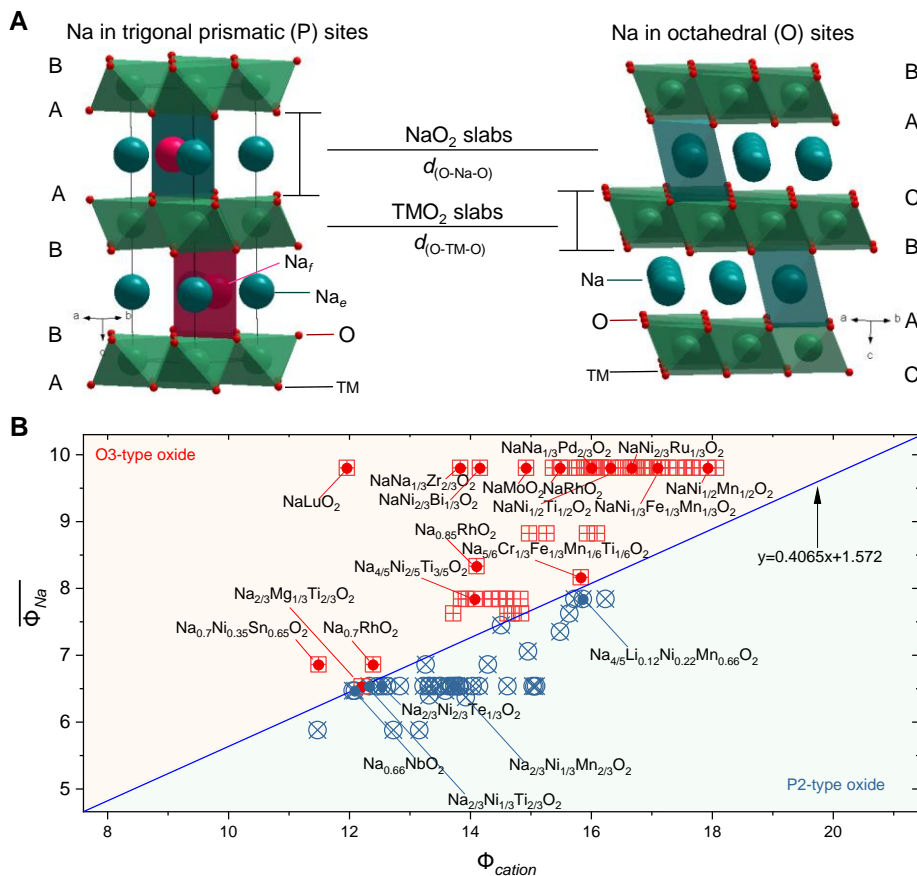 A
Na in trigonal prismatic (P) sites
Na in octahedral (O) sites
B
A
A
B
B
A
NaO2 slabs
d(O-Na-O)
TMO2 slabs
d(O-TM-O)
Naf
Nae
O
TM
a
b
c
B
A
C
B
A
C
Na
O
TM
a
b
c
B
O3-type oxide
NaLuO2
NaNa1/3Zr2/3O2
NaNi2/3Bi1/3O2
NaNa1/3Pd2/3O2
NaNi2/3Ru1/3O2
NaMoO2
NaRhO2
NaNi1/2Mn1/2O2
NaNi1/2Ti1/2O2
NaNi1/3Fe1/3Mn1/3O2
Na0.85RhO2
Na5/6Cr1/3Fe1/3Mn1/6Ti1/6O2
Na4/5Ni2/5Ti3/5O2
y=0.4065x+1.572
Na2/3Mg1/3Ti2/3O2
Na0.7Ni0.35Sn0.65O2
Na0.7RhO2
Na4/5Li0.12Ni0.22Mn0.66O2
Na2/3Ni2/3Te1/3O2
Na0.66NbO2
Na2/3Ni1/3Mn2/3O2
Na2/3Ni1/3Ti2/3O2
P2-type oxide
10
9
8
7
6
5
ΦNa
8
10
12
14
16
18
20
Φcation